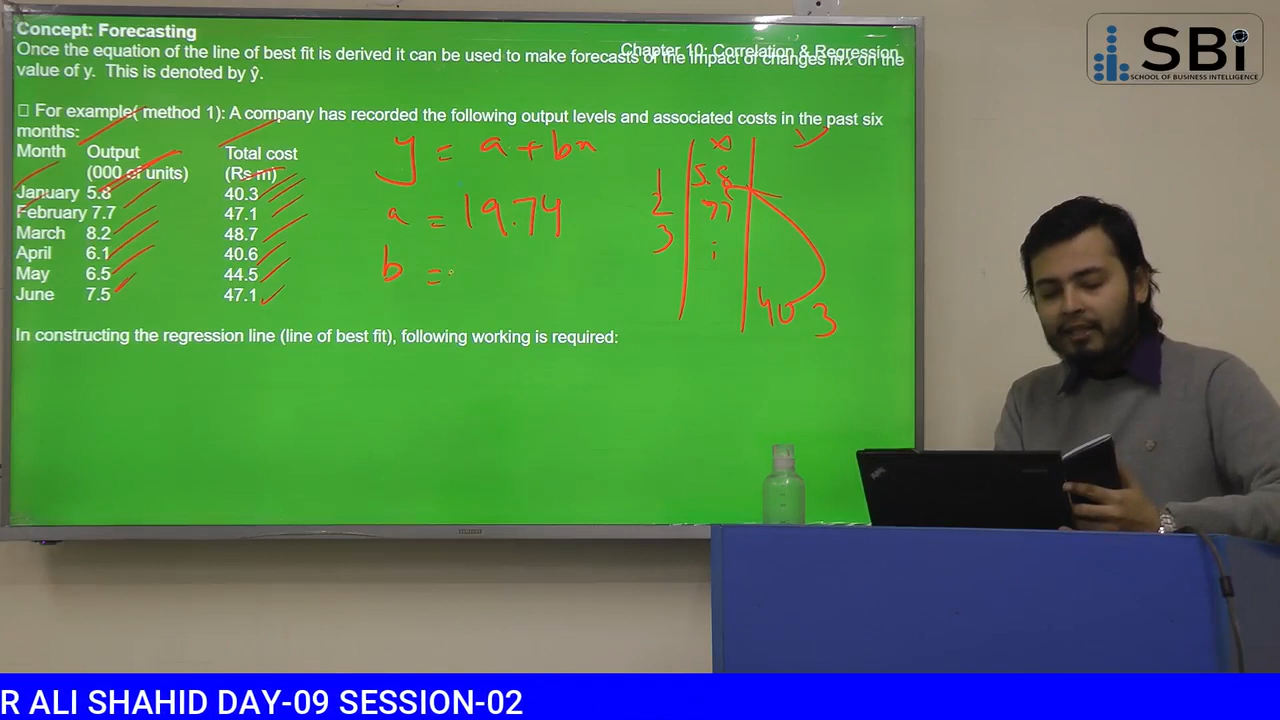 Concept: Forecasting
Chapter 10: Correlation & Regression
Once the equation of the line of best fit is derived it can be used to make forecasts of the impact of changes in x on the
value of y. This is denoted by ŷ.
□ For example( method 1): A company has recorded the following output levels and associated costs in the past six
months:
Month Output Total cost
(000 of units) (Rs m)
January 5.8 40.3
February 7.7 47.1
March 8.2 48.7
April 6.1 40.6
May 6.5 44.5
June 7.5 47.1
In constructing the regression line (line of best fit), following working is required:
y = a + bx
a = 19.74
b =
x y
1 5.8
2 7.7
3
40.3
SBi
SCHOOL OF BUSINESS INTELLIGENCE
R ALI SHAHID DAY-09 SESSION-02